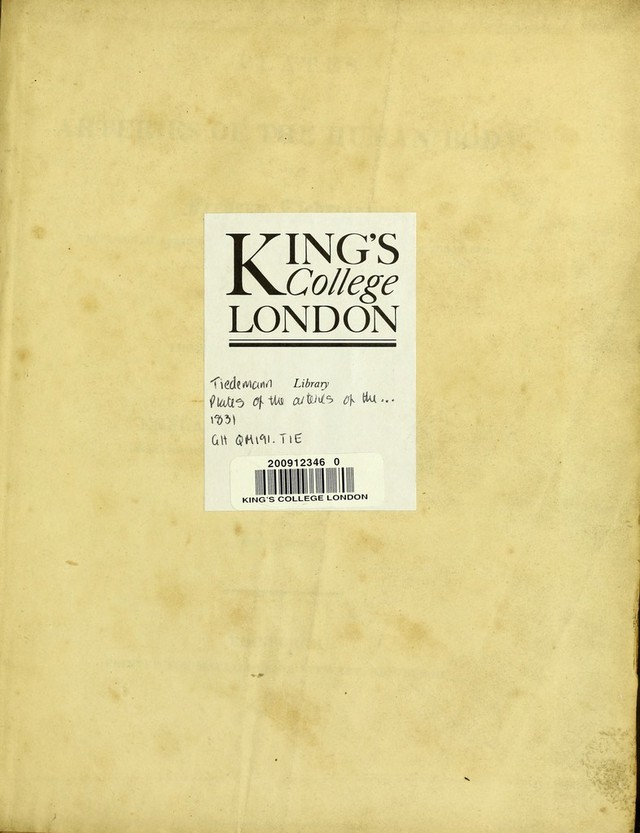 KING'S
College
LONDON
Tiedemann Library
Plates of the arteries of the...
1831
GH QM191. TIE
200912346 0
KING'S COLLEGE LONDON